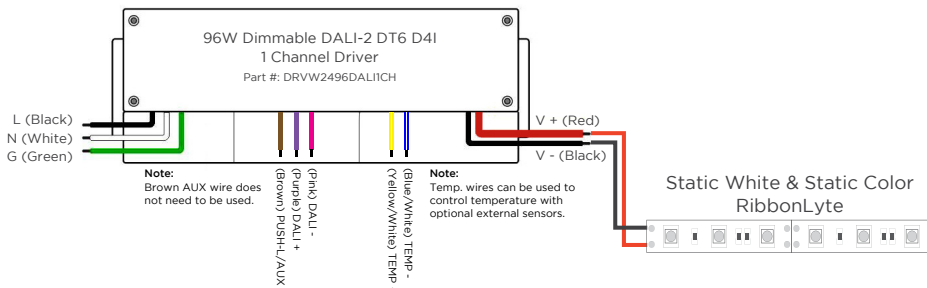 96W Dimmable DALI-2 DT6 D4I
1 Channel Driver
Part #: DRVW2496DALI1CH
L (Black)
N (White)
G (Green)
V + (Red)
V - (Black)
Note:
Brown AUX wire does
not need to be used.
(Brown) PUSH-L/AUX
(Purple) DALI +
(Pink) DALI -
(Yellow/White) TEMP
(Blue/White) TEMP -
Note:
Temp. wires can be used to
control temperature with
optional external sensors.
Static White & Static Color
RibbonLyte